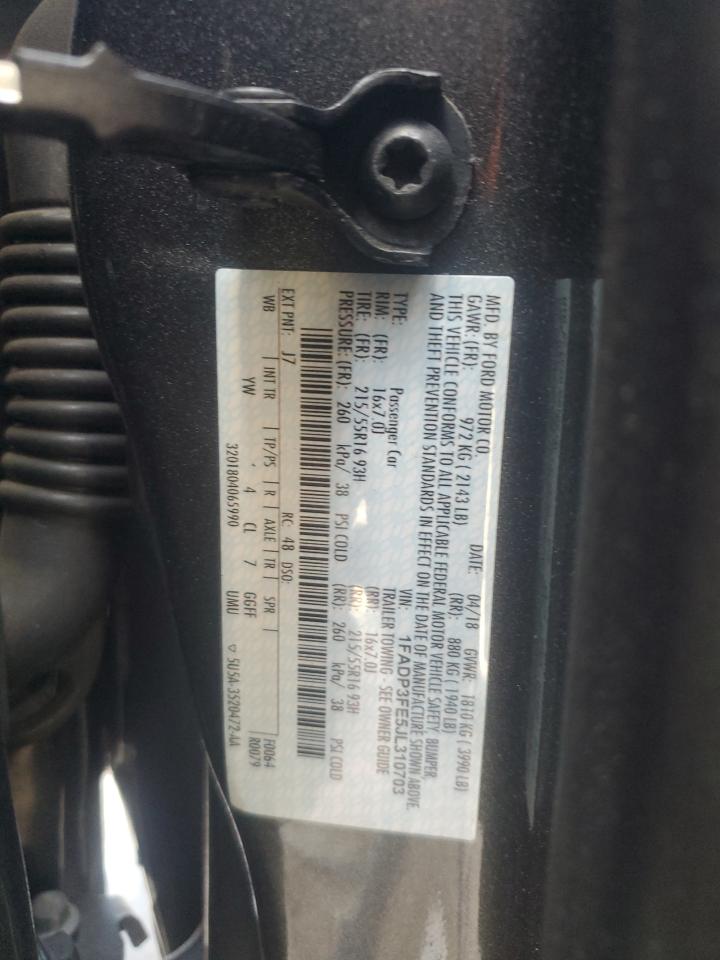 MFD. BY FORD MOTOR CO.
DATE: 04/18 GVWR: 1810 KG ( 3990 LB)
GAWR: (FR): 972 KG ( 2143 LB) (RR): 880 KG ( 1940 LB)
THIS VEHICLE CONFORMS TO ALL APPLICABLE FEDERAL MOTOR VEHICLE SAFETY, BUMPER,
AND THEFT PREVENTION STANDARDS IN EFFECT ON THE DATE OF MANUFACTURE SHOWN ABOVE.
VIN: 1FADP3FE5JL310703
TYPE: Passenger Car TRAILER TOWING - SEE OWNER GUIDE
RIM: (FR): 16x7.0J (RR): 16x7.0J
TIRE: (FR): 215/55R16 93H (RR): 215/55R16 93H
PRESSURE: (FR): 260 kPa/ 38 PSI COLD (RR): 260 kPa/ 38 PSI COLD
EXT PNT: J7 RC: 48 DSO:
WB INT TR TP/PS R AXLE TR SPR F0064
YW 4 CL 7 GGFF R0079
3201804065990 UMU 5U5A-3520472-AA